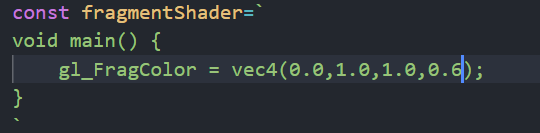 const fragmentShader=`
void main() {
    gl_FragColor = vec4(0.0,1.0,1.0,0.6);
}
`